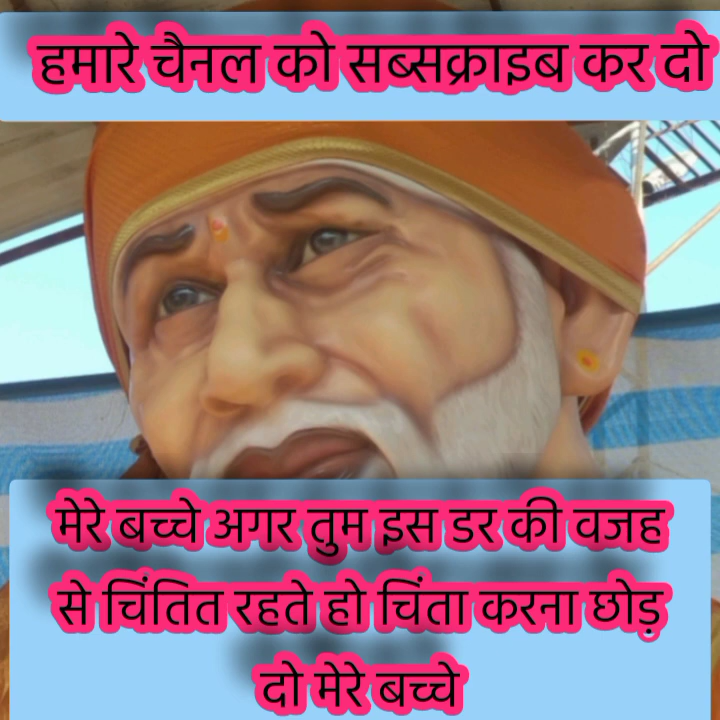 हमारे चैनल को सब्सक्राइब कर दो
मेरे बच्चे अगर तुम इस डर की वजह
से चिंतित रहते हो चिंता करना छोड़
दो मेरे बच्चे